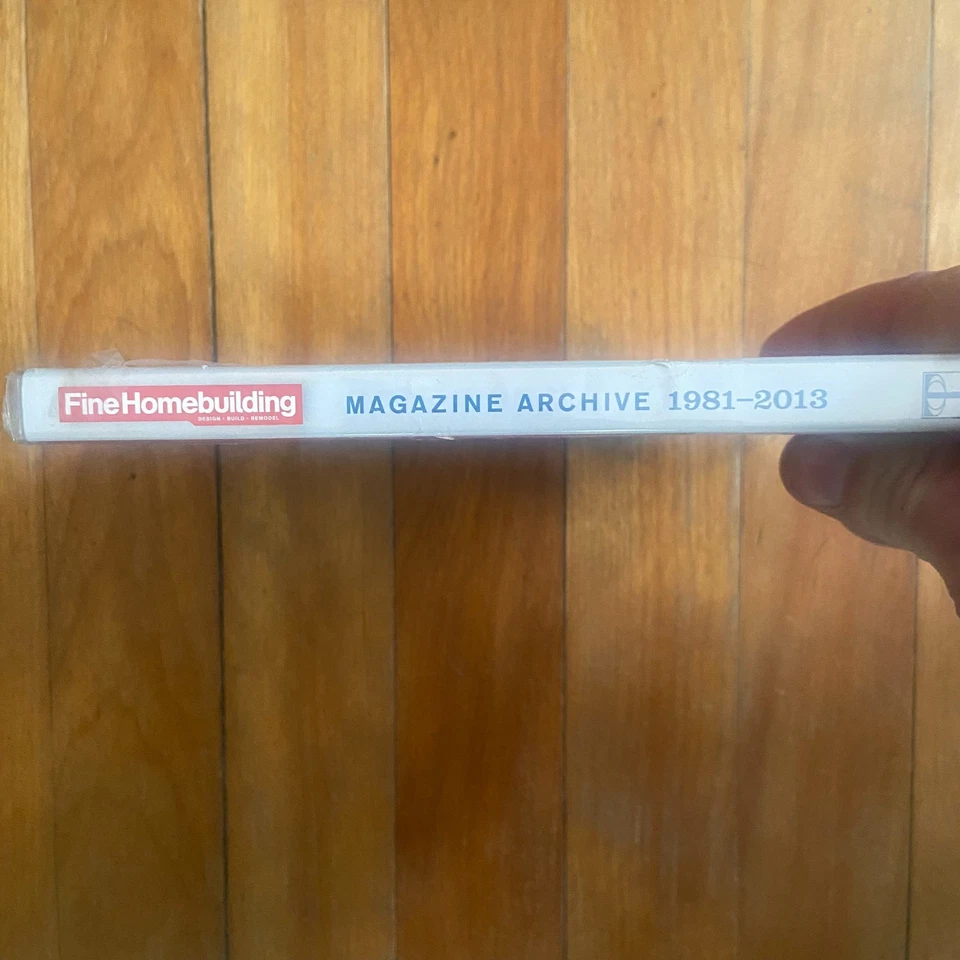 FineHomebuilding
DESIGN · BUILD · REMODEL
MAGAZINE ARCHIVE 1981–2013